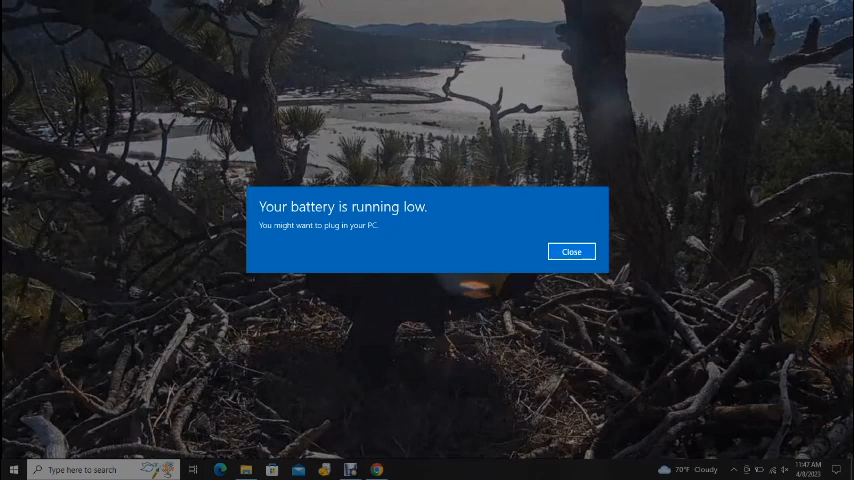 Your battery is running low.
You might want to plug in your PC.
Close
Type here to search
70°F Cloudy
11:47 AM
4/8/2023